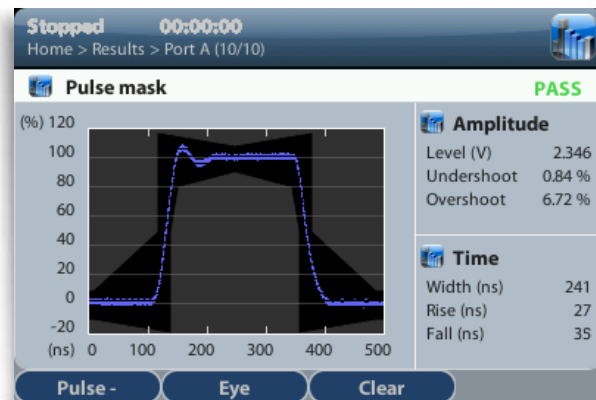 Stopped 00:00:00
Home > Results > Port A (10/10)
Pulse mask PASS
(%) 120
100
80
60
40
20
0
-20
(ns) 0 100 200 300 400 500
Amplitude
Level (V) 2.346
Undershoot 0.84 %
Overshoot 6.72 %
Time
Width (ns) 241
Rise (ns) 27
Fall (ns) 35
Pulse - Eye Clear